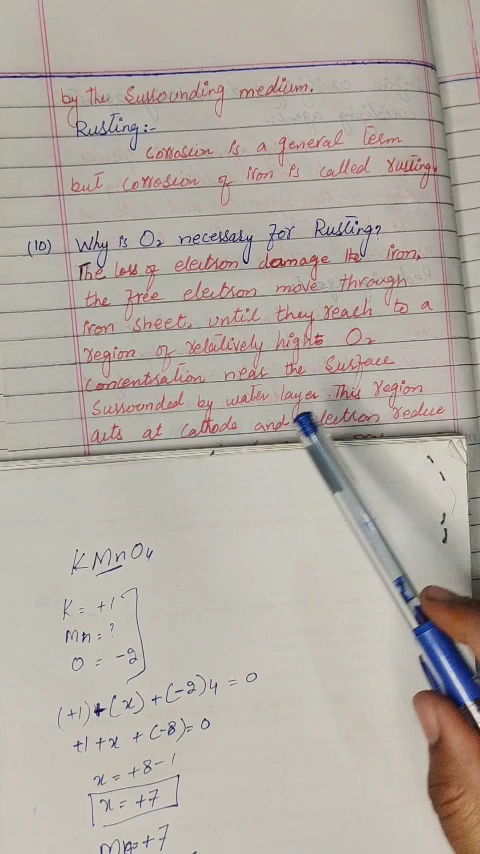 by the Surrounding medium.
Rusting:-
Corrosion is a general term
but corrosion of iron is called rusting.
(10) Why is O₂ necessary for Rusting?
The loss of electron damage the iron,
the free electron move through
iron sheet, until they reach to a
region of relatively high O₂
Concentration near the Surface
Surrounded by water layer. This region
acts at Cathode and electron reduce
KMnO₄
K = +1
Mn = ?
O = -2
(+1) + (x) + (-2)4 = 0
+1 + x + (-8) = 0
x = +8 - 1
x = +7
Mn = +7